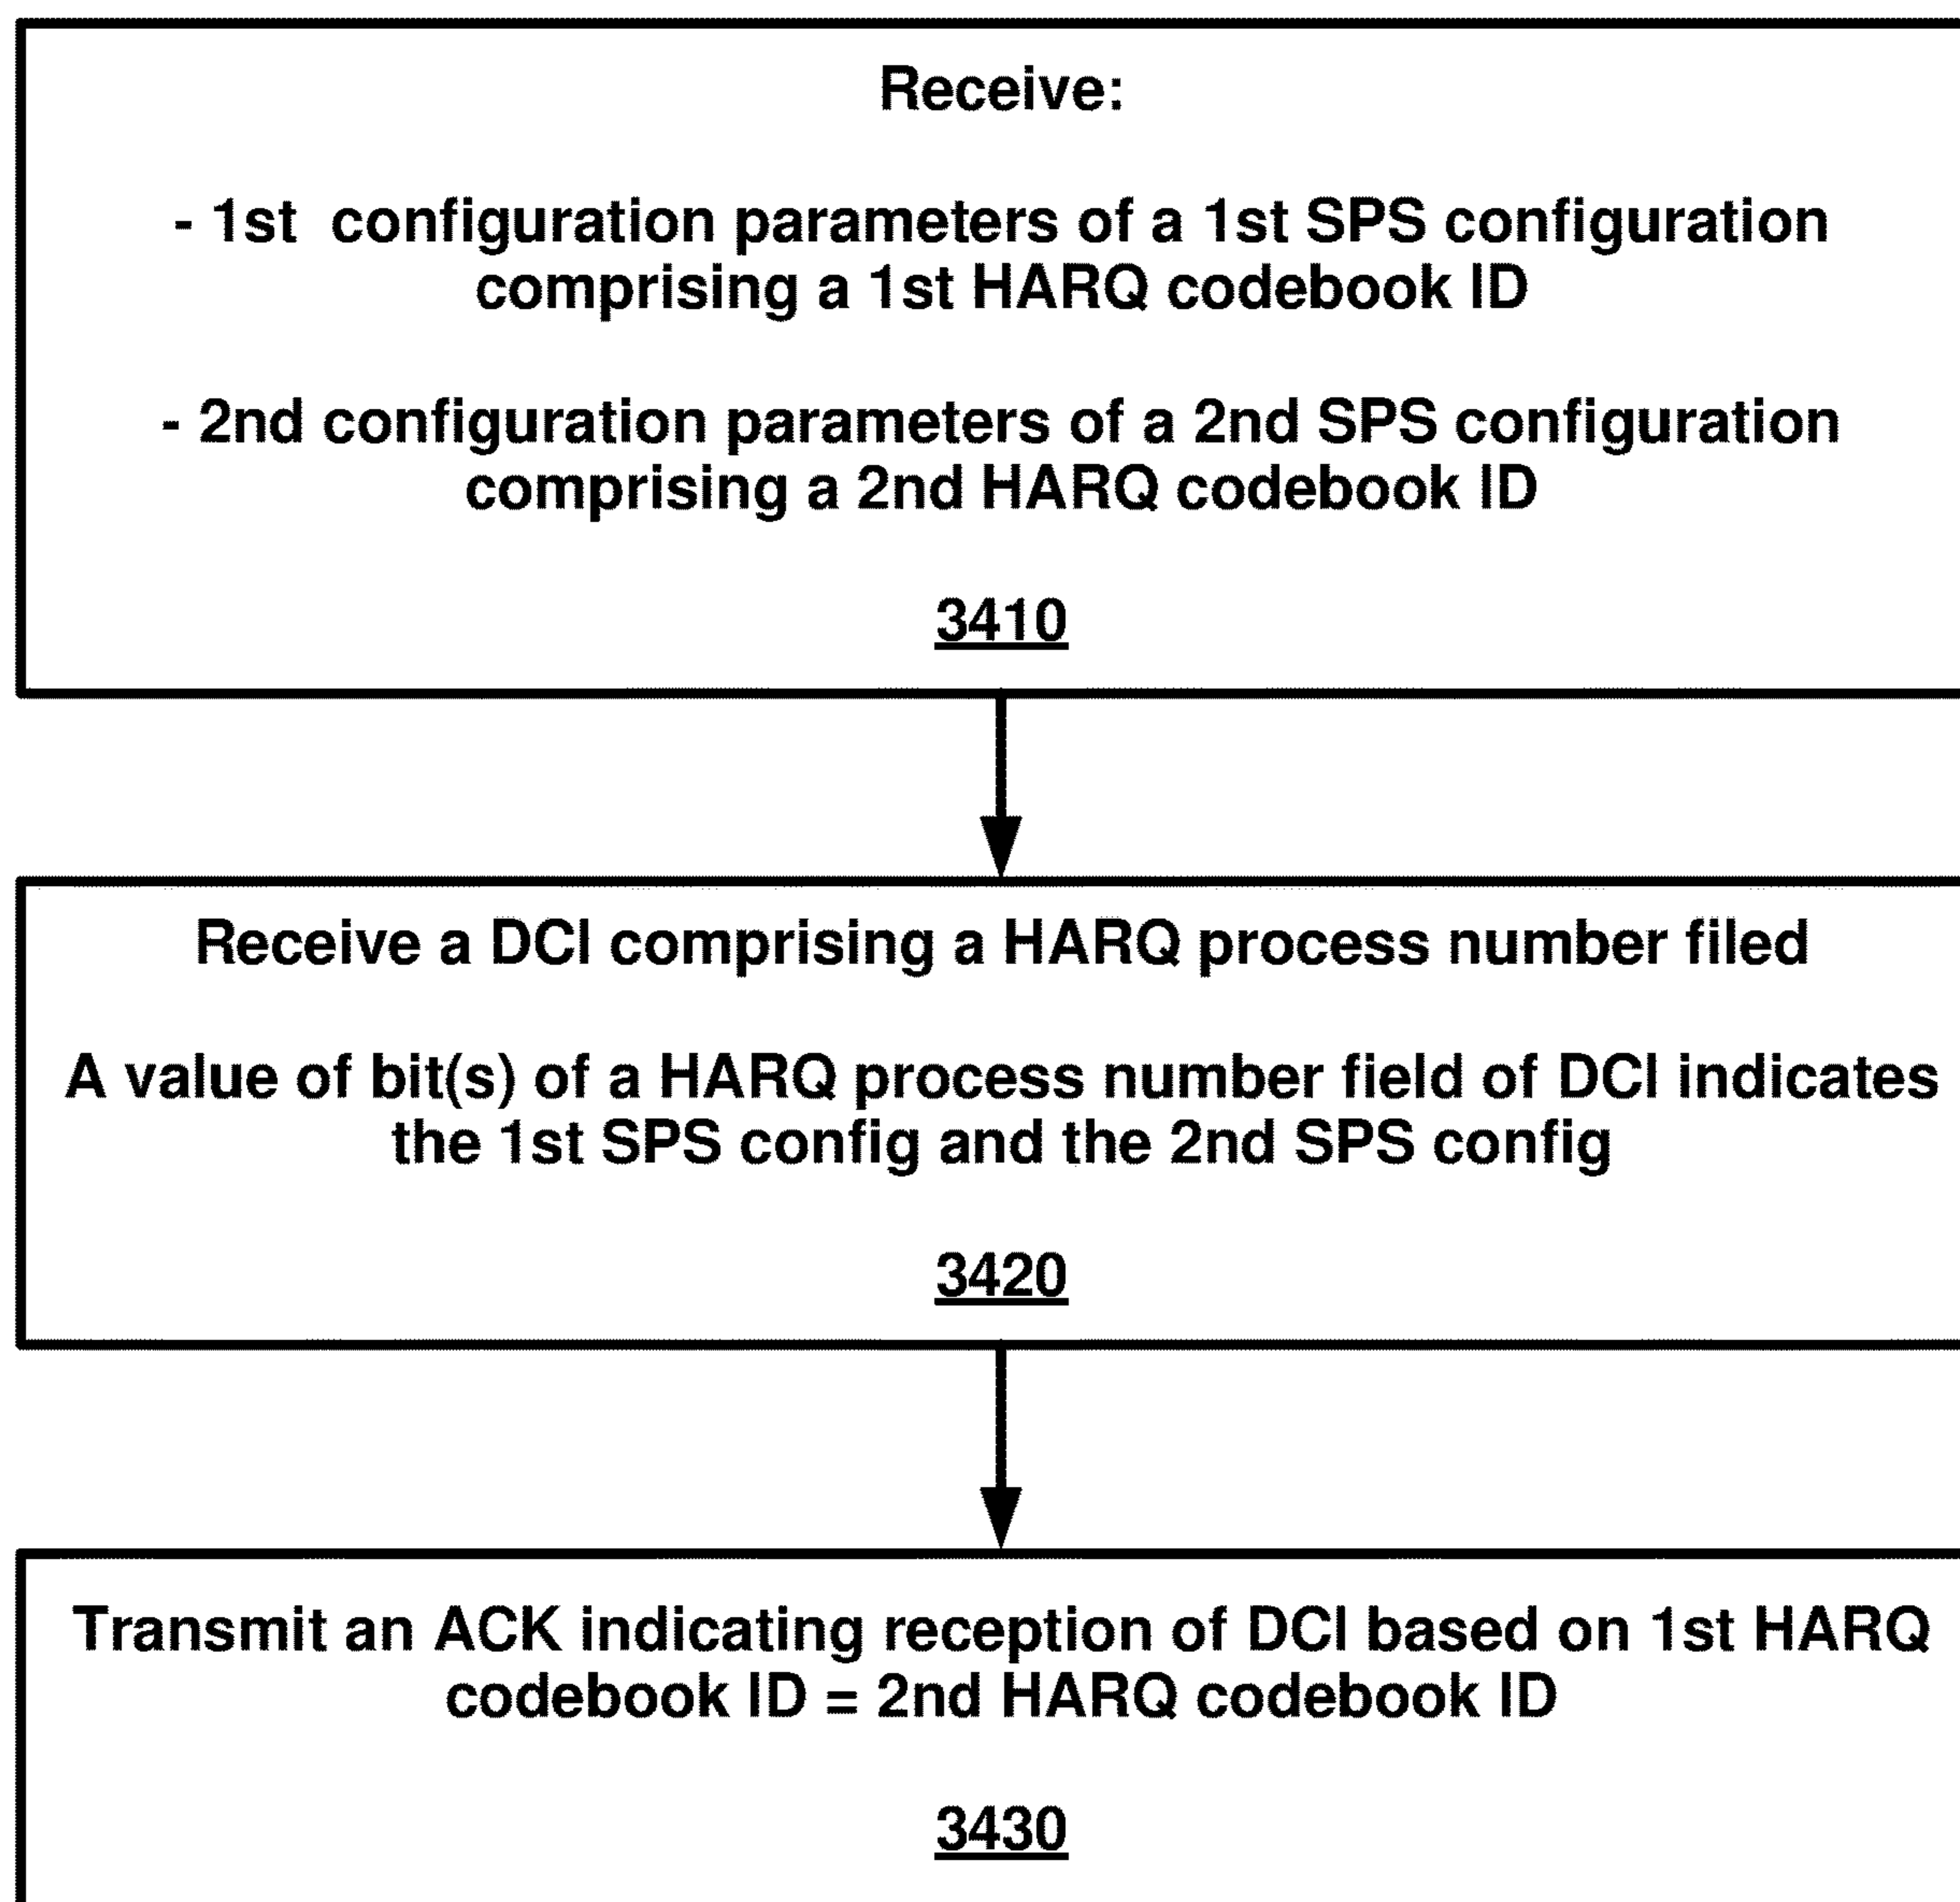 Receive:
- 1st configuration parameters of a 1st SPS configuration
comprising a 1st HARQ codebook ID
- 2nd configuration parameters of a 2nd SPS configuration
comprising a 2nd HARQ codebook ID
3410
Receive a DCI comprising a HARQ process number filed
A value of bit(s) of a HARQ process number field of DCI indicates
the 1st SPS config and the 2nd SPS config
3420
Transmit an ACK indicating reception of DCI based on 1st HARQ
codebook ID = 2nd HARQ codebook ID
3430